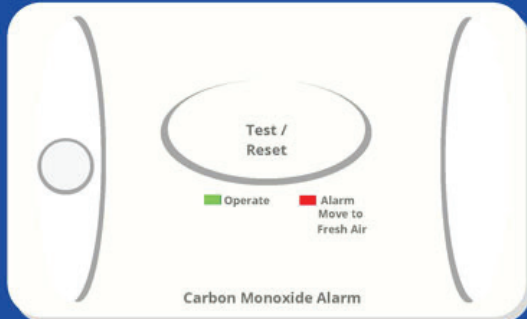 Test /
Reset
Operate
Alarm
Move to
Fresh Air
Carbon Monoxide Alarm